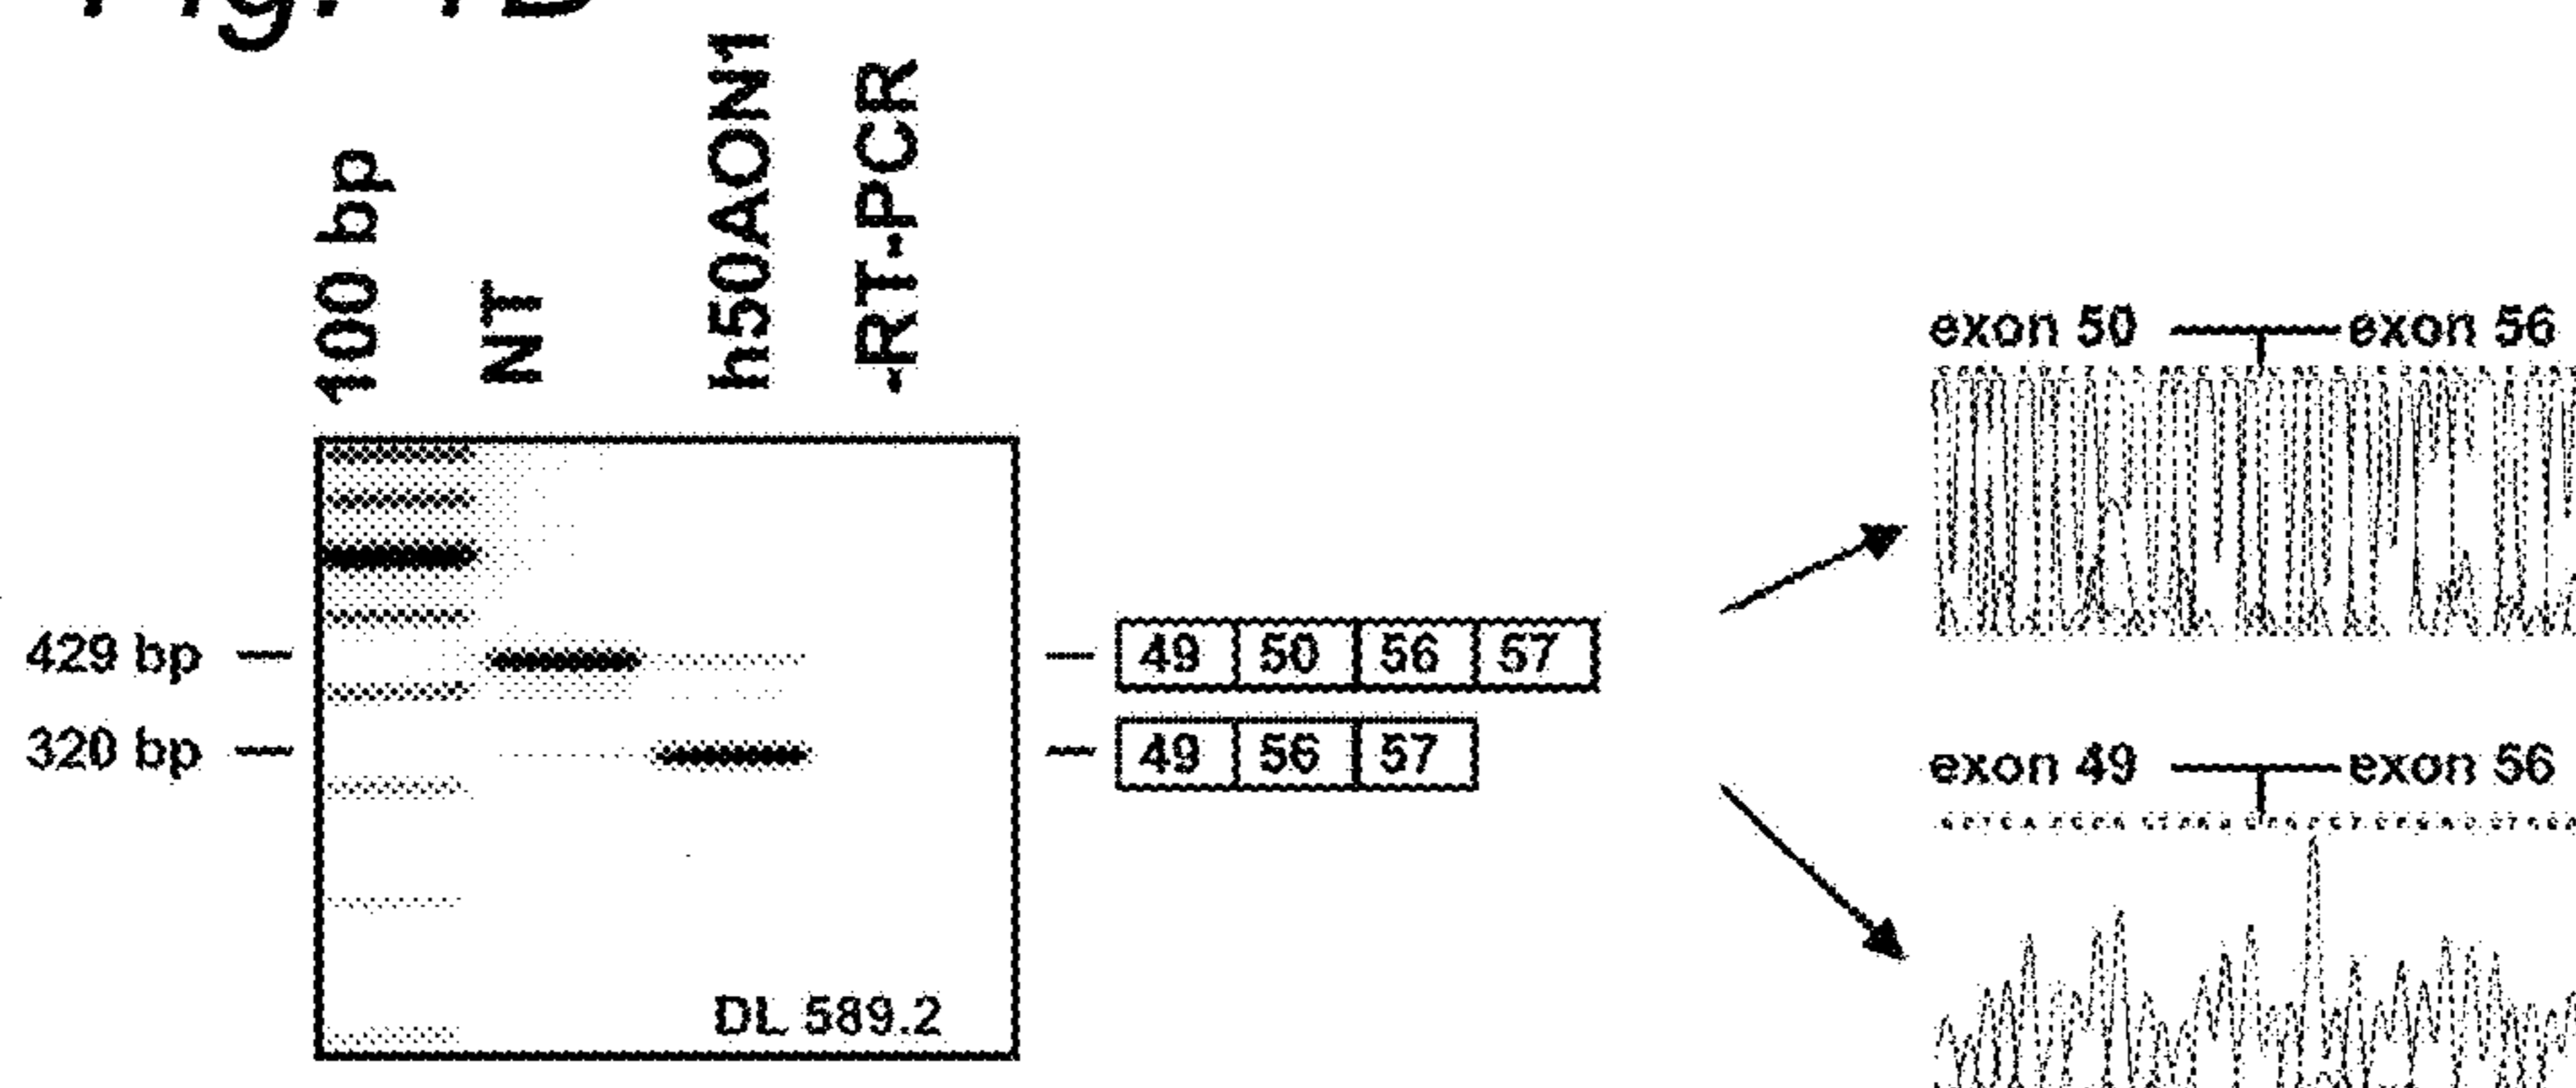 100 bp
NT
h50AON1
-RT-PCR
429 bp
320 bp
DL 589.2
49 50 56 57
49 56 57
exon 50 exon 56
exon 49 exon 56